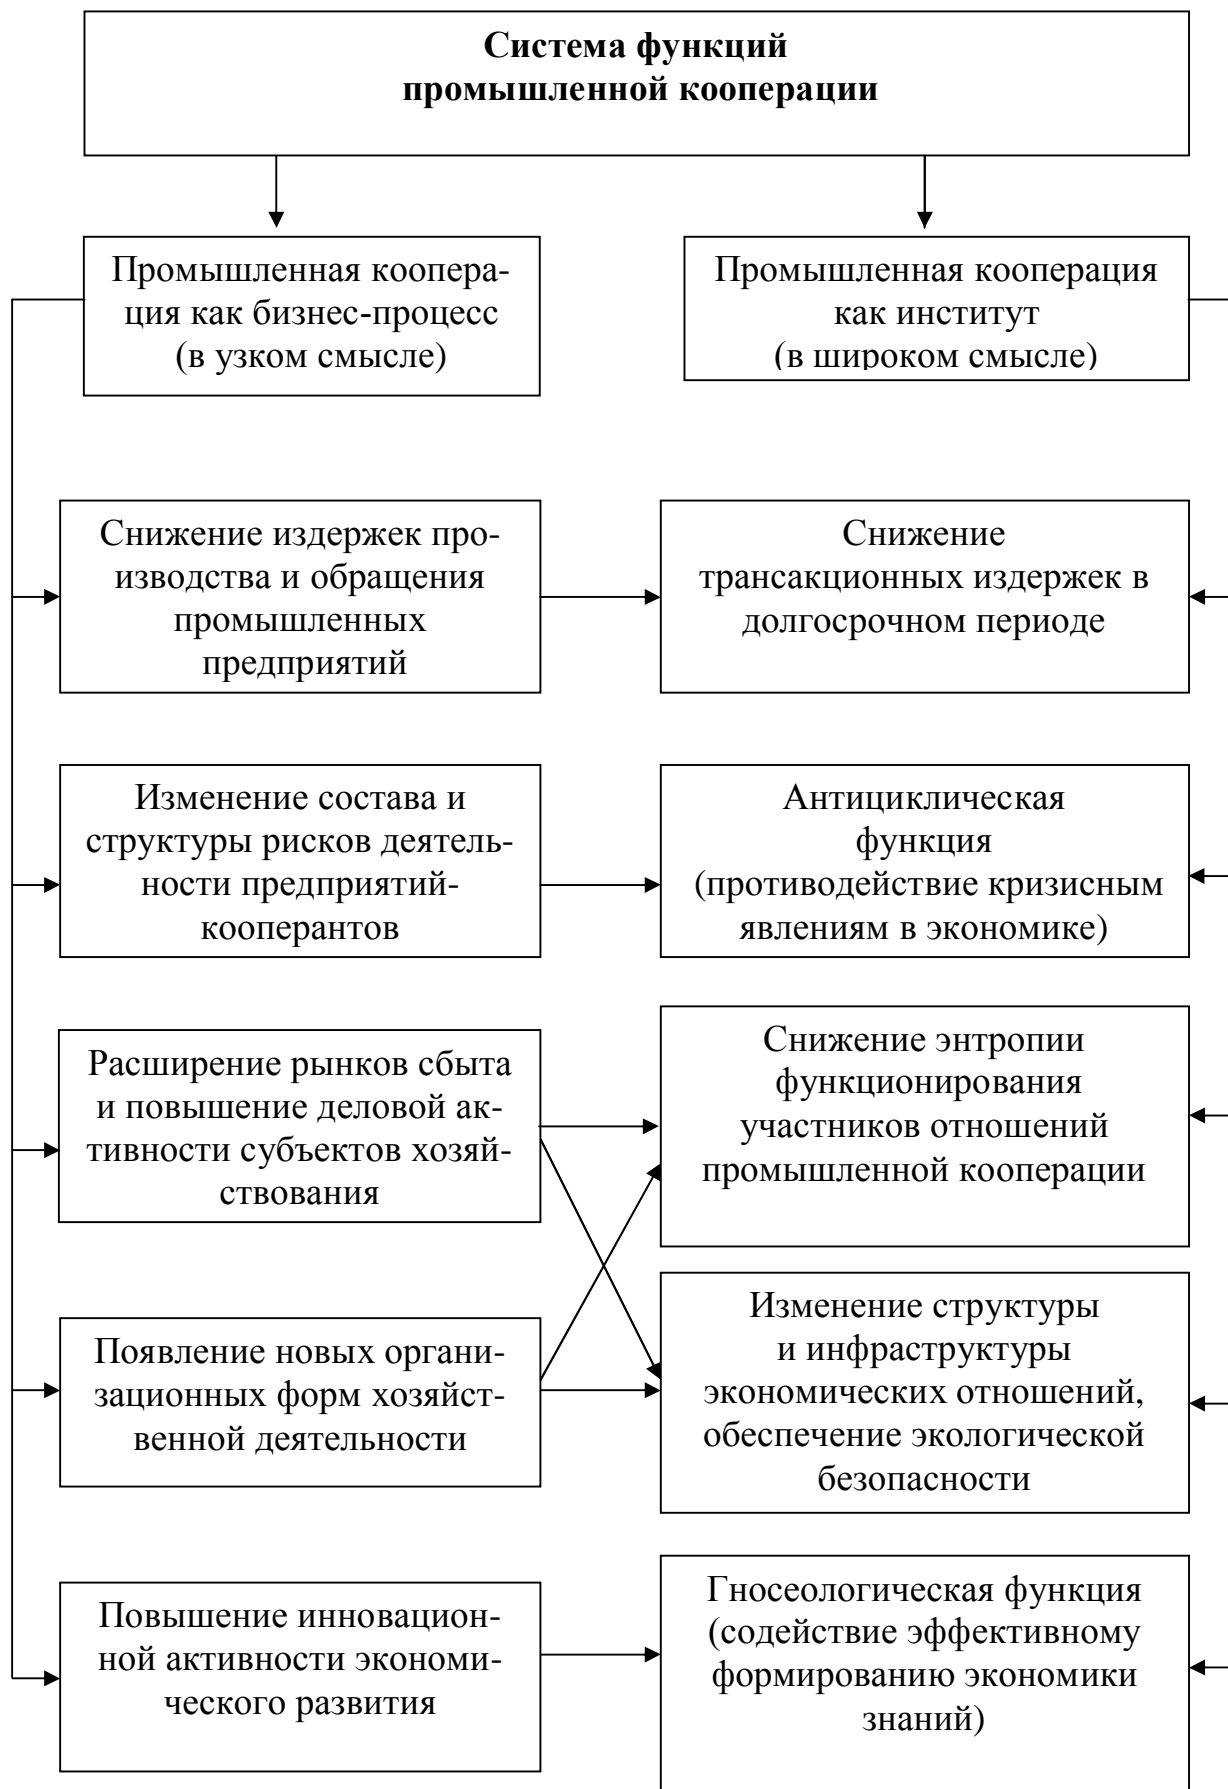 Система функций
промышленной кооперации
Промышленная коопера-
ция как бизнес-процесс
(в узком смысле)
Промышленная кооперация
как институт
(в широком смысле)
Снижение издержек про-
изводства и обращения
промышленных
предприятий
Снижение
трансакционных издержек в
долгосрочном периоде
Изменение состава и
структуры рисков деятель-
ности предприятий-
кооперантов
Антициклическая
функция
(противодействие кризисным
явлениям в экономике)
Расширение рынков сбыта
и повышение деловой ак-
тивности субъектов хозяй-
ствования
Снижение энтропии
функционирования
участников отношений
промышленной кооперации
Появление новых органи-
зационных форм хозяйст-
венной деятельности
Изменение структуры
и инфраструктуры
экономических отношений,
обеспечение экологической
безопасности
Повышение инновацион-
ной активности экономи-
ческого развития
Гносеологическая функция
(содействие эффективному
формированию экономики
знаний)